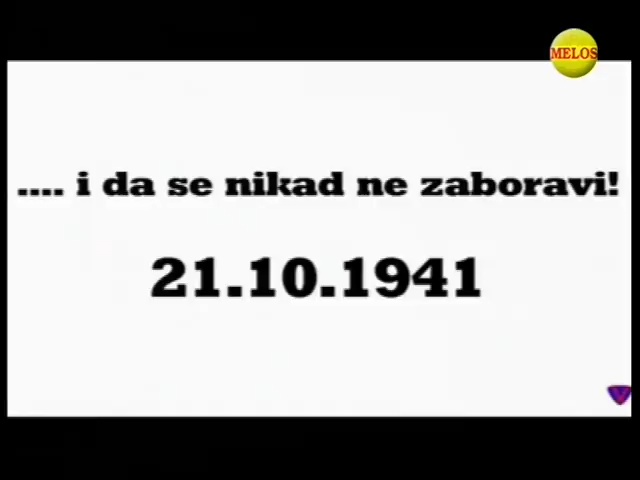 MELOS
.... i da se nikad ne zaboravi!
21.10.1941
V